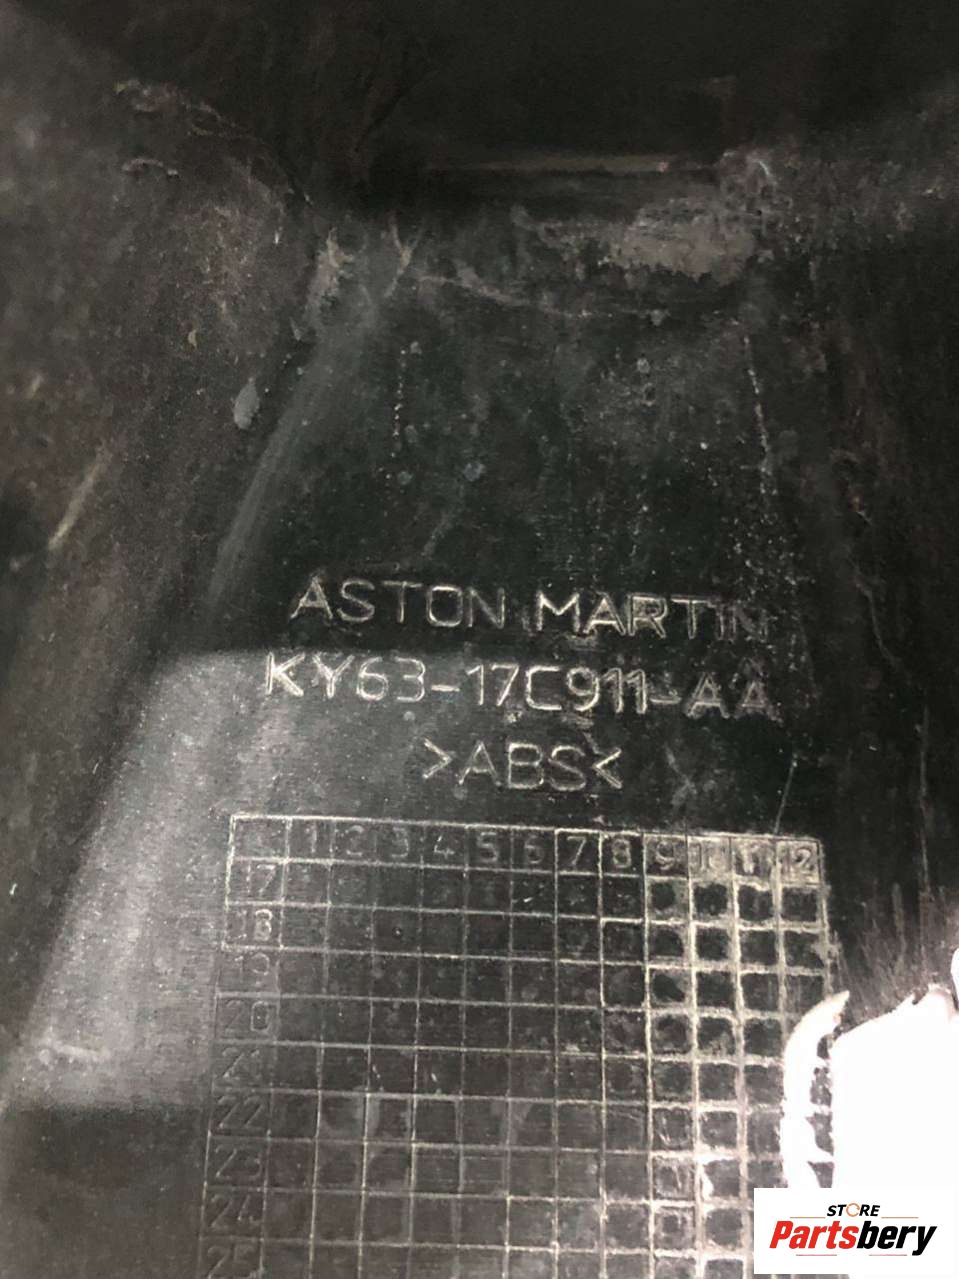 ASTON MARTIN
KY63-17C911-AA
>ABS<
1 2 3 4 5 6 7 8 9 10 11 12
17
18
19
20
21
22
23
24
25
STORE
Partsbery